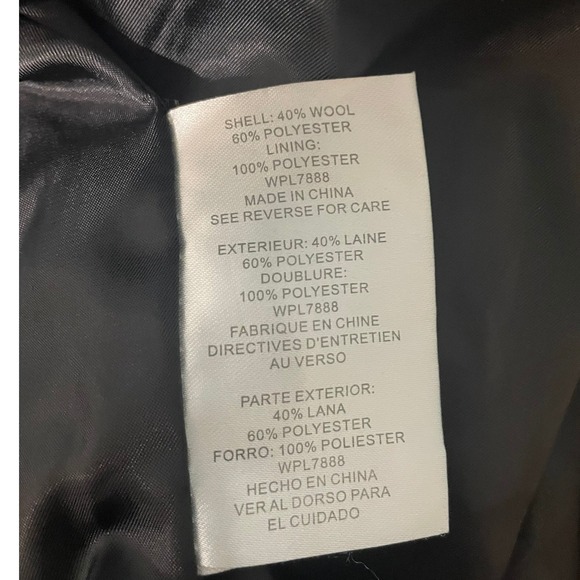 SHELL: 40% WOOL
60% POLYESTER
LINING:
100% POLYESTER
WPL7888
MADE IN CHINA
SEE REVERSE FOR CARE
EXTERIEUR: 40% LAINE
60% POLYESTER
DOUBLURE:
100% POLYESTER
WPL7888
FABRIQUE EN CHINE
DIRECTIVES D'ENTRETIEN
AU VERSO
PARTE EXTERIOR:
40% LANA
60% POLYESTER
FORRO: 100% POLIESTER
WPL7888
HECHO EN CHINA
VER AL DORSO PARA
EL CUIDADO